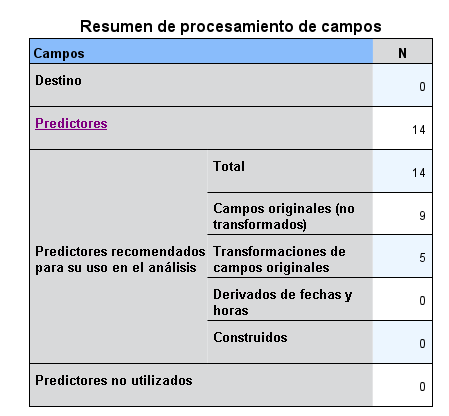 Resumen de procesamiento de campos
Campos N
Destino 0
Predictores 14
Predictores recomendados para su uso en el análisis
Total 14
Campos originales (no transformados) 9
Transformaciones de campos originales 5
Derivados de fechas y horas 0
Construidos 0
Predictores no utilizados 0